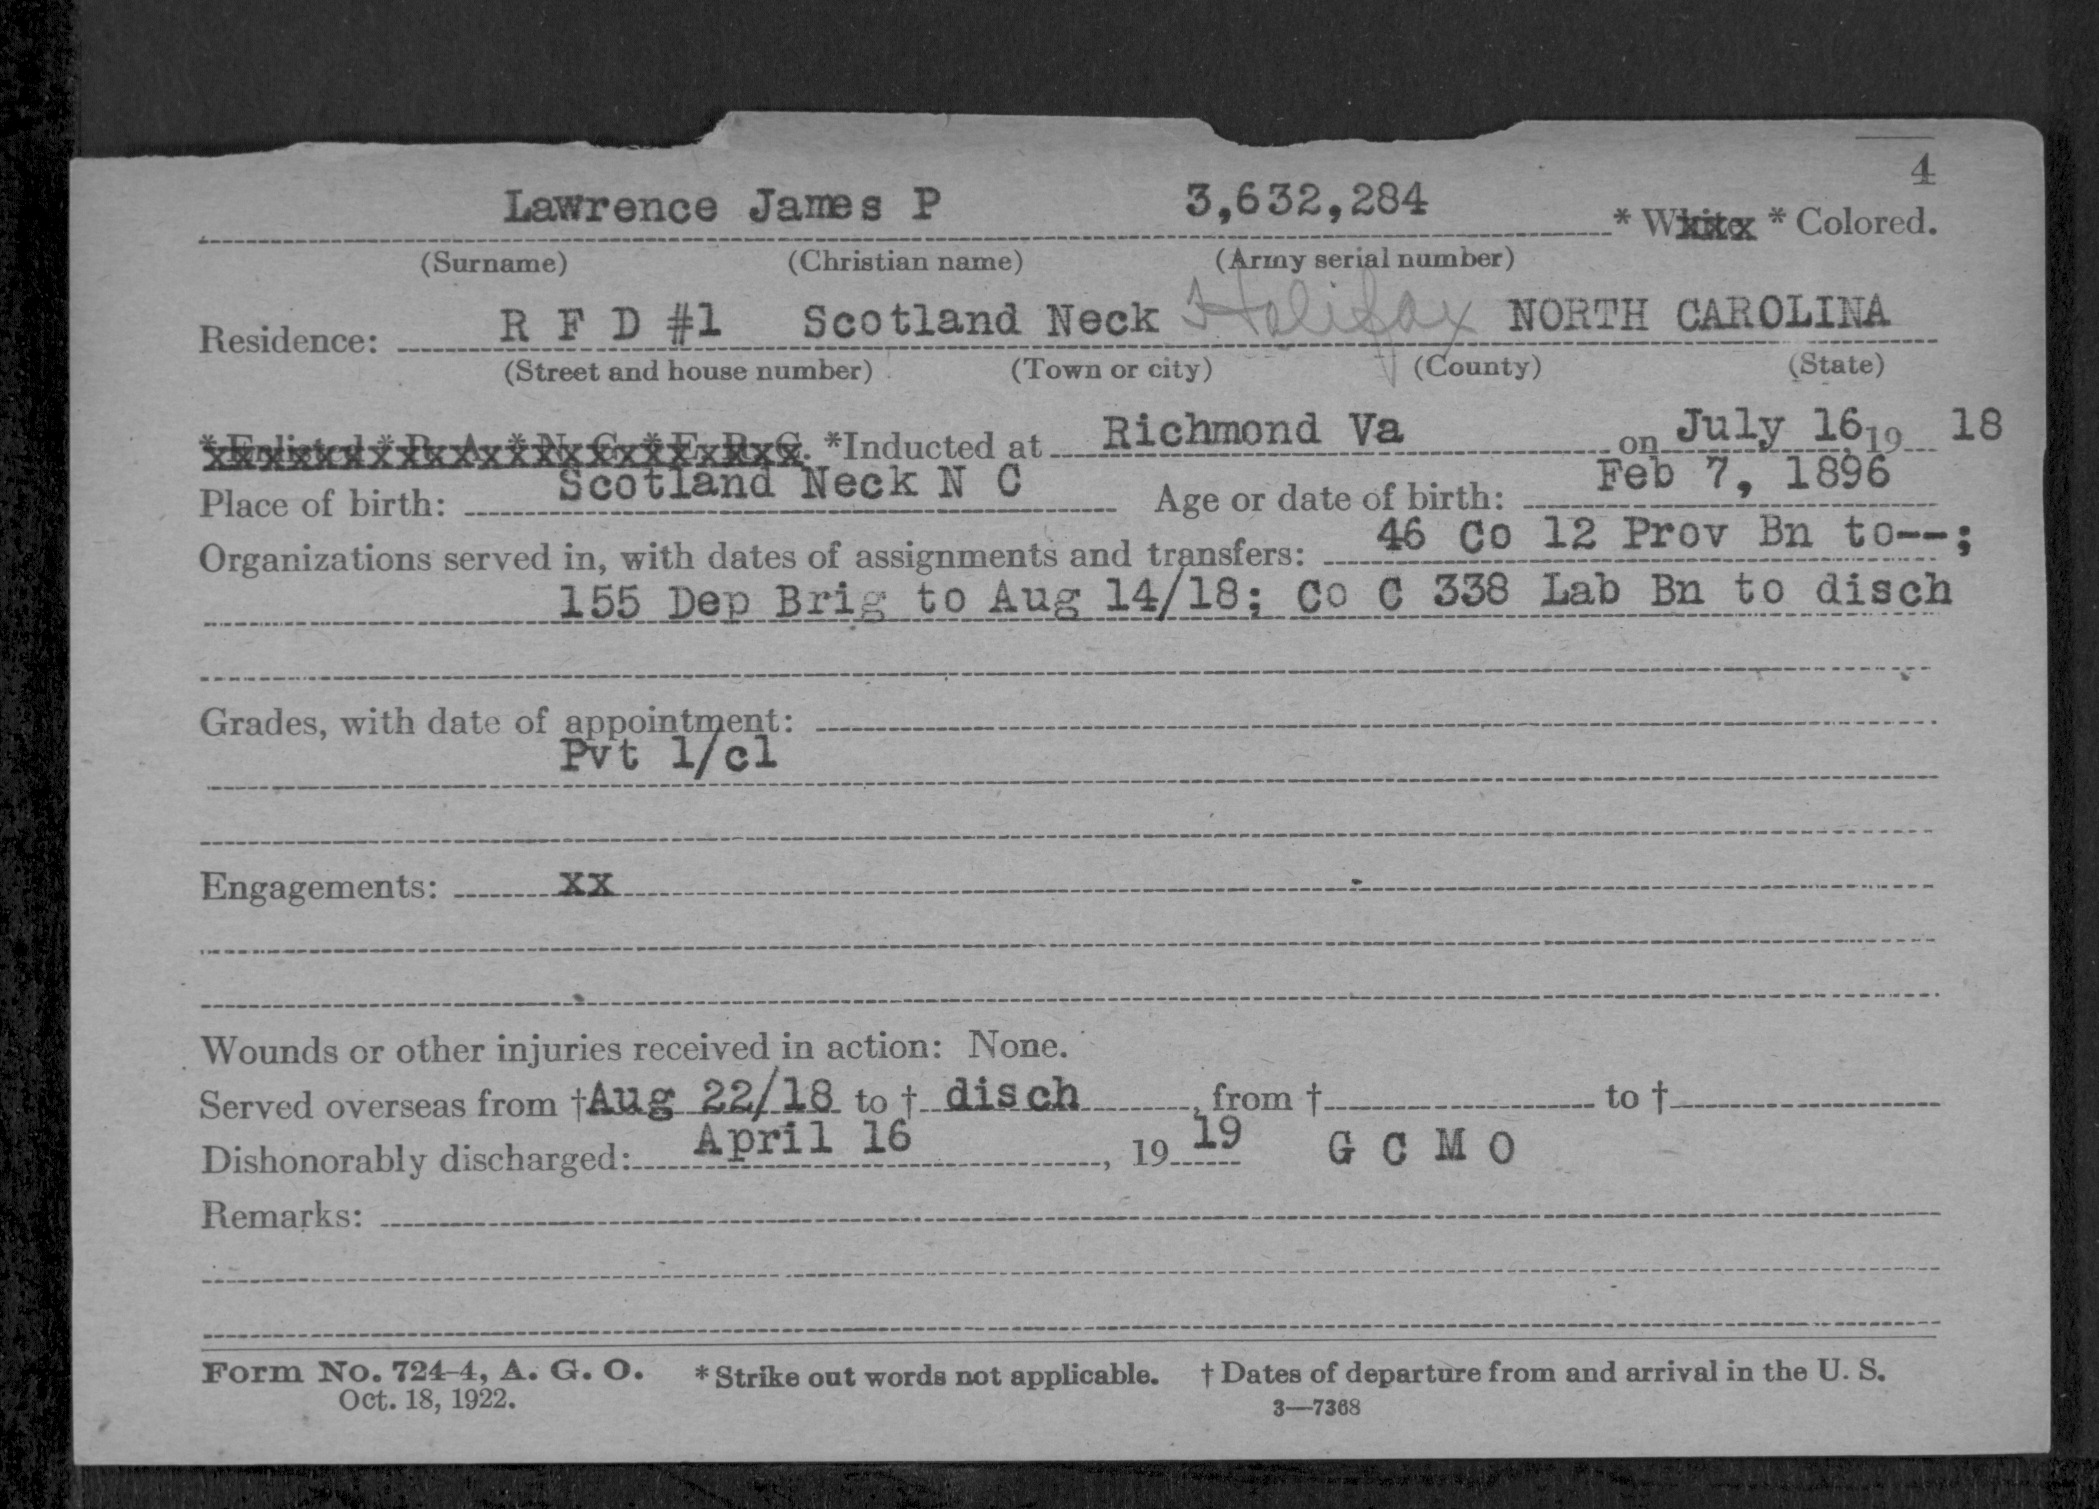 4
Lawrence James P 3,632,284 * White * Colored.
(Surname) (Christian name) (Army serial number)
Residence: R F D #1 Scotland Neck Halifax NORTH CAROLINA
(Street and house number) (Town or city) (County) (State)
* Enlisted * R. A. * N. G. * E. R. C. *Inducted at Richmond Va on July 16, 19 18
Place of birth: Scotland Neck N C Age or date of birth: Feb 7, 1896
Organizations served in, with dates of assignments and transfers: 46 Co 12 Prov Bn to--;
155 Dep Brig to Aug 14/18; Co C 338 Lab Bn to disch
Grades, with date of appointment:
Pvt 1/cl
Engagements: xx
Wounds or other injuries received in action: None.
Served overseas from † Aug 22/18 to † disch, from † to †
Dishonorably discharged: April 16, 19 19 G C M O
Remarks:
Form No. 724-4, A. G. O. * Strike out words not applicable. † Dates of departure from and arrival in the U. S.
Oct. 18, 1922. 3—7368